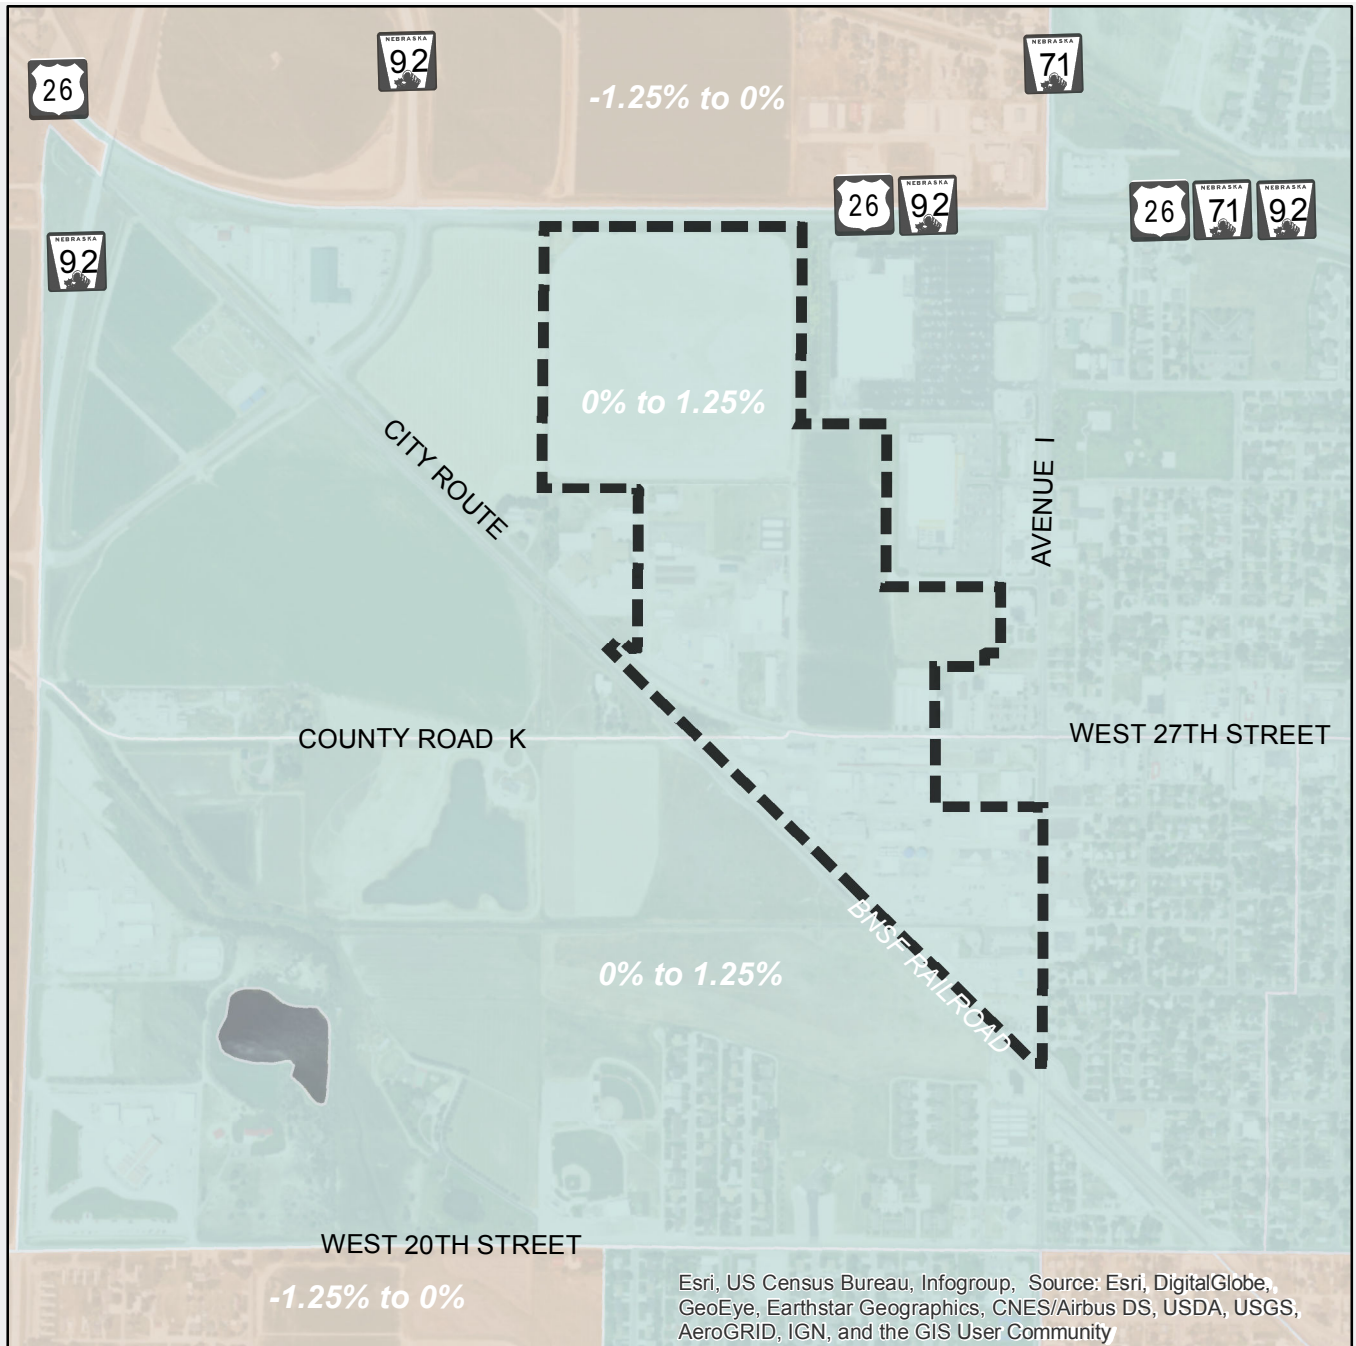 NEBRASKA
92
NEBRASKA
71
26
-1.25% to 0%
26
NEBRASKA
92
26
NEBRASKA
71
NEBRASKA
92
NEBRASKA
92
0% to 1.25%
CITY ROUTE
AVENUE I
COUNTY ROAD K
WEST 27TH STREET
BNSF RAILROAD
0% to 1.25%
WEST 20TH STREET
-1.25% to 0%
Esri, US Census Bureau, Infogroup, Source: Esri, DigitalGlobe,
GeoEye, Earthstar Geographics, CNES/Airbus DS, USDA, USGS,
AeroGRID, IGN, and the GIS User Community